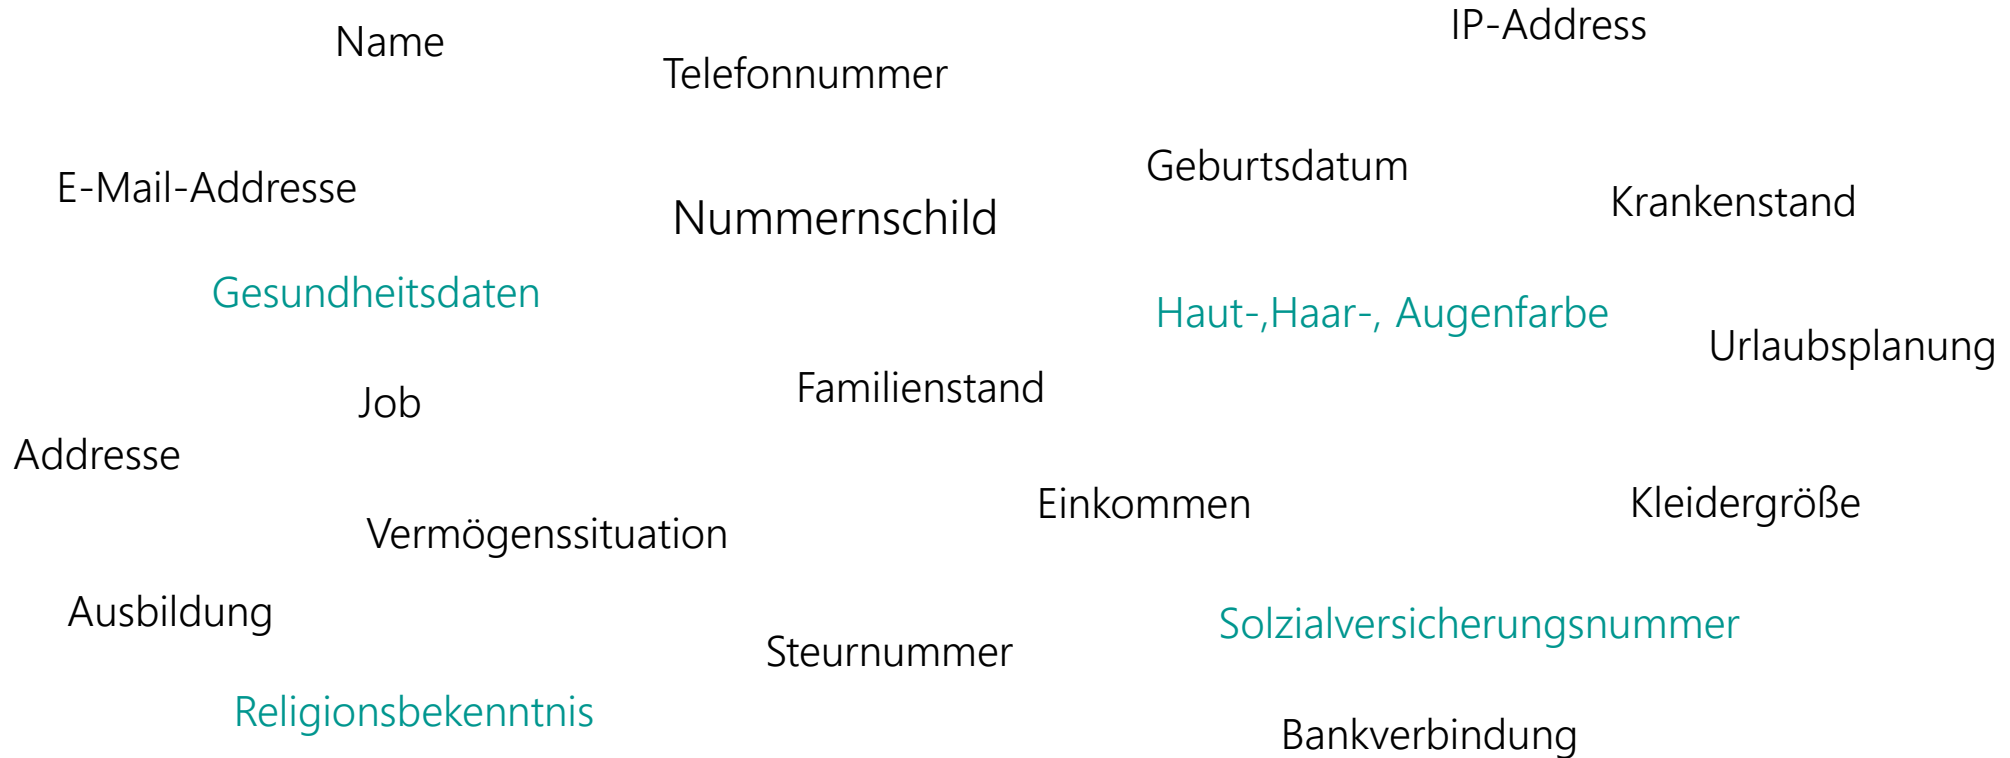 Name
IP-Address
Telefonnummer
E-Mail-Addresse
Geburtsdatum
Nummernschild
Krankenstand
Gesundheitsdaten
Haut-,Haar-, Augenfarbe
Urlaubsplanung
Job
Familienstand
Addresse
Einkommen
Kleidergröße
Vermögenssituation
Ausbildung
Steurnummer
Solzialversicherungsnummer
Religionsbekenntnis
Bankverbindung